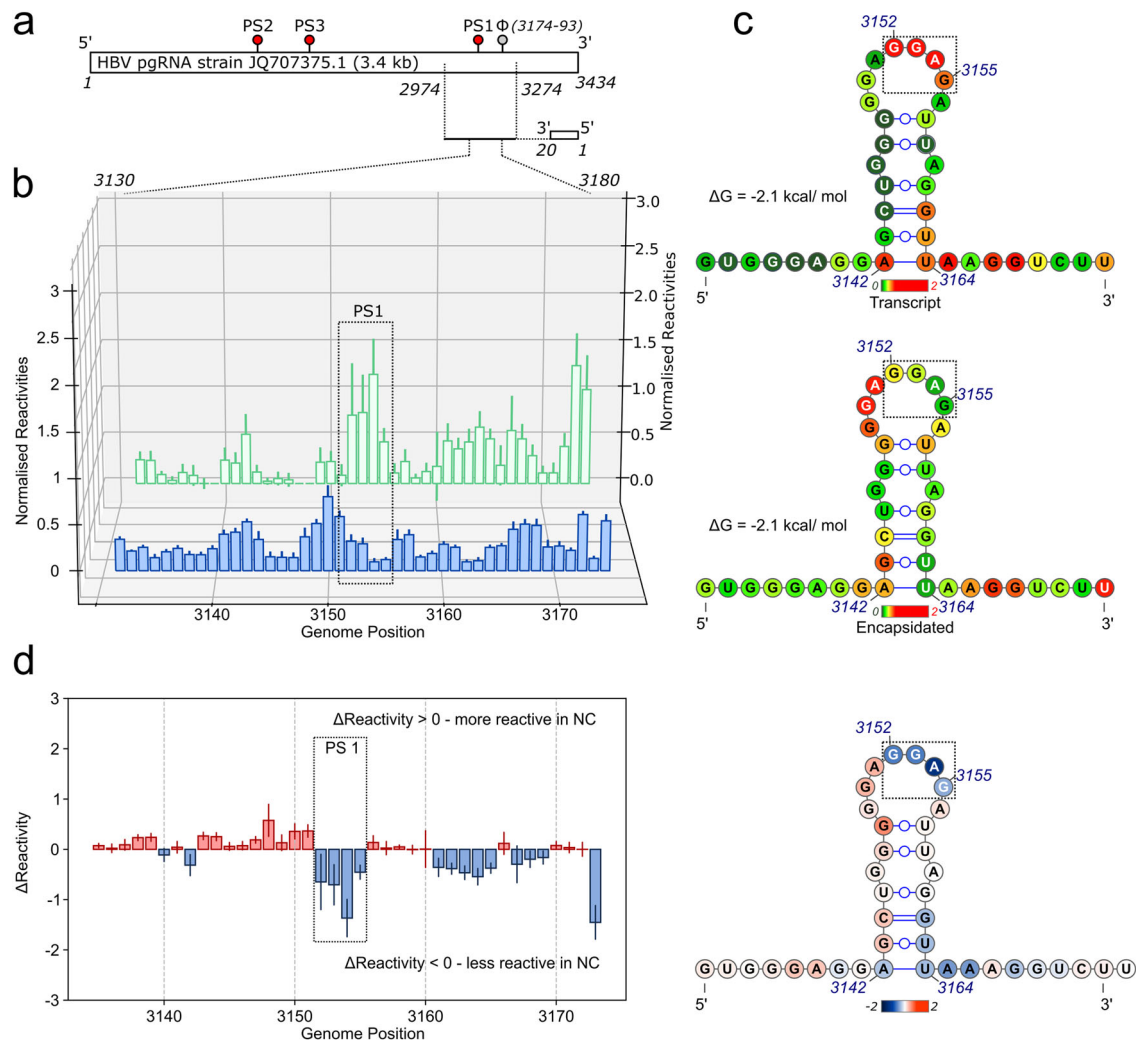 a
PS2 PS3 PS1 Φ (3174-93)
5' 3'
HBV pgRNA strain JQ707375.1 (3.4 kb)
1 2974 3274 3434
3' 5'
20 1
b
3130 3180
3.0
2.5
2.0
1.5
1.0
0.5
0.0
Normalised Reactivities
3
2.5
2
1.5
1
0.5
0
Normalised Reactivities
PS1
3140 3150 3160 3170
Genome Position
c
3152
A G G A
G G 3155
G A
G U
G U
G A
U G
ΔG = -2.1 kcal/ mol
C G
G U
G U G G G A G G A U A A G G U C U U
3142 3164
5' 0 2 3'
Transcript
3152
A G G A
G G 3155
G A
G U
G U
G A
U G
ΔG = -2.1 kcal/ mol
C G
G U
G U G G G A G G A U A A G G U C U U
3142 3164
5' 0 2 3'
Encapsidated
d
3
2
1
0
-1
-2
-3
ΔReactivity
ΔReactivity > 0 - more reactive in NC
PS 1
ΔReactivity < 0 - less reactive in NC
3140 3150 3160 3170
Genome Position
3152
A G G A
G G 3155
G A
G U
G U
G A
U G
C G
G U
G U G G G A G G A U A A A G G U C U U
3142 3164
5' -2 2 3'